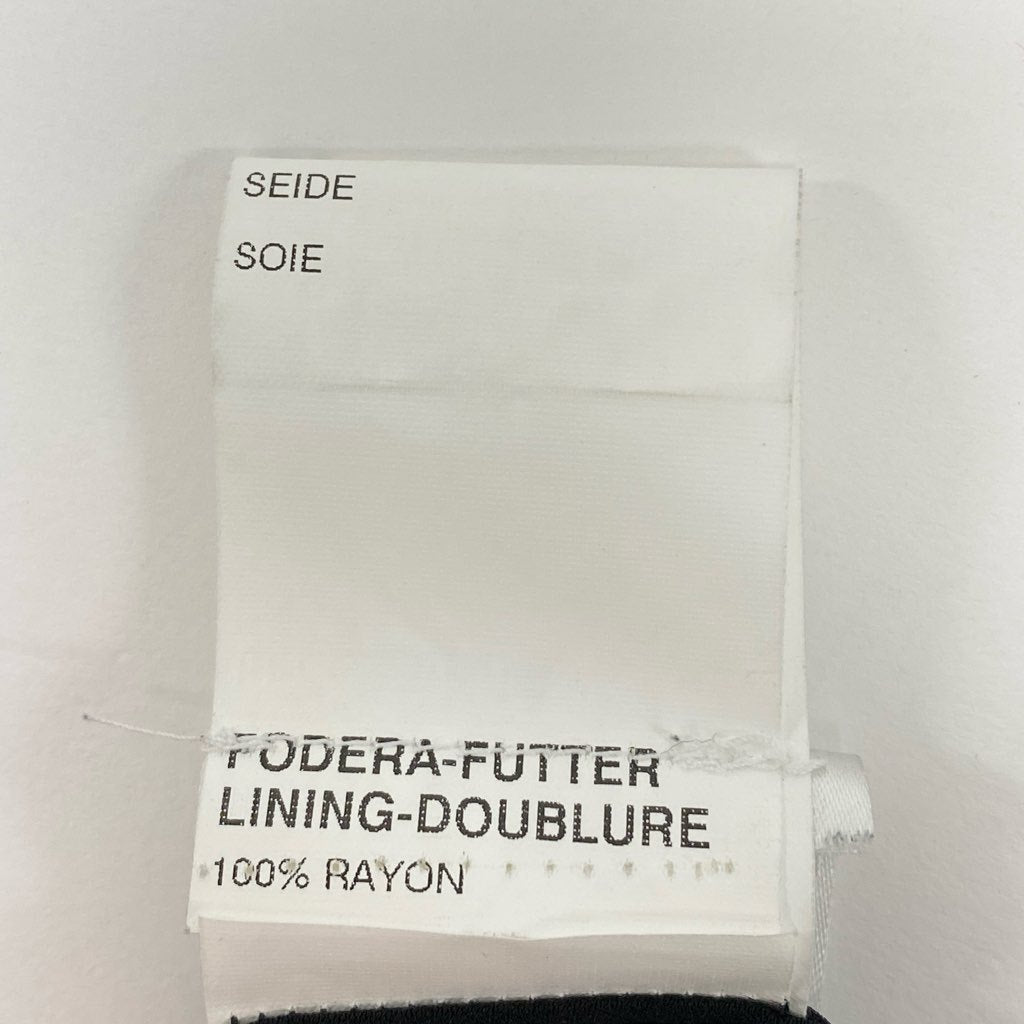 SEIDE
SOIE
FODERA-FUTTER
LINING-DOUBLURE
100% RAYON